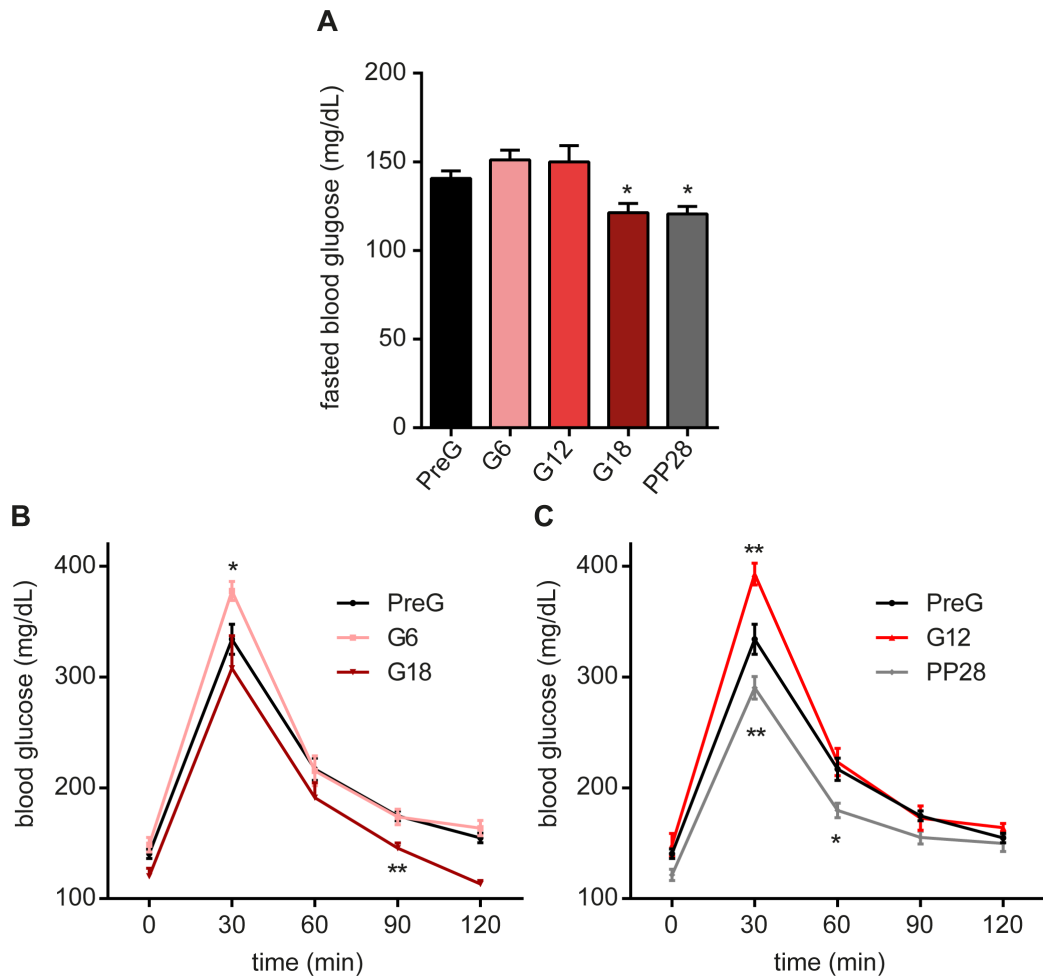 A
fasted blood glugose (mg/dL)
200
150
100
50
0
* *
PreG G6 G12 G18 PP28
B
blood glucose (mg/dL)
400
300
200
100
*
**
PreG
G6
G18
0 30 60 90 120
time (min)
C
blood glucose (mg/dL)
400
300
200
100
**
**
*
PreG
G12
PP28
0 30 60 90 120
time (min)